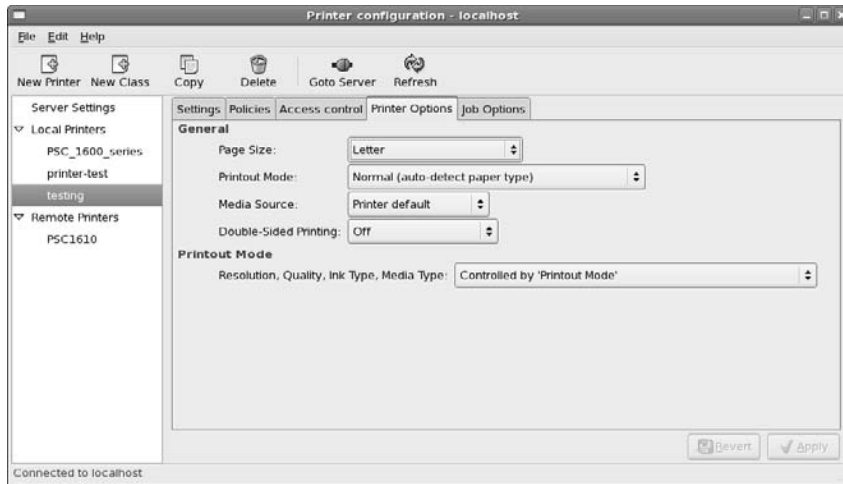 Printer configuration - localhost
File Edit Help
New Printer New Class Copy Delete Goto Server Refresh
Server Settings
Local Printers
PSC_1600_series
printer-test
testing
Remote Printers
PSC1610
Settings Policies Access control Printer Options Job Options
General
Page Size: Letter
Printout Mode: Normal (auto-detect paper type)
Media Source: Printer default
Double-Sided Printing: Off
Printout Mode
Resolution, Quality, Ink Type, Media Type: Controlled by 'Printout Mode'
Revert Apply
Connected to localhost